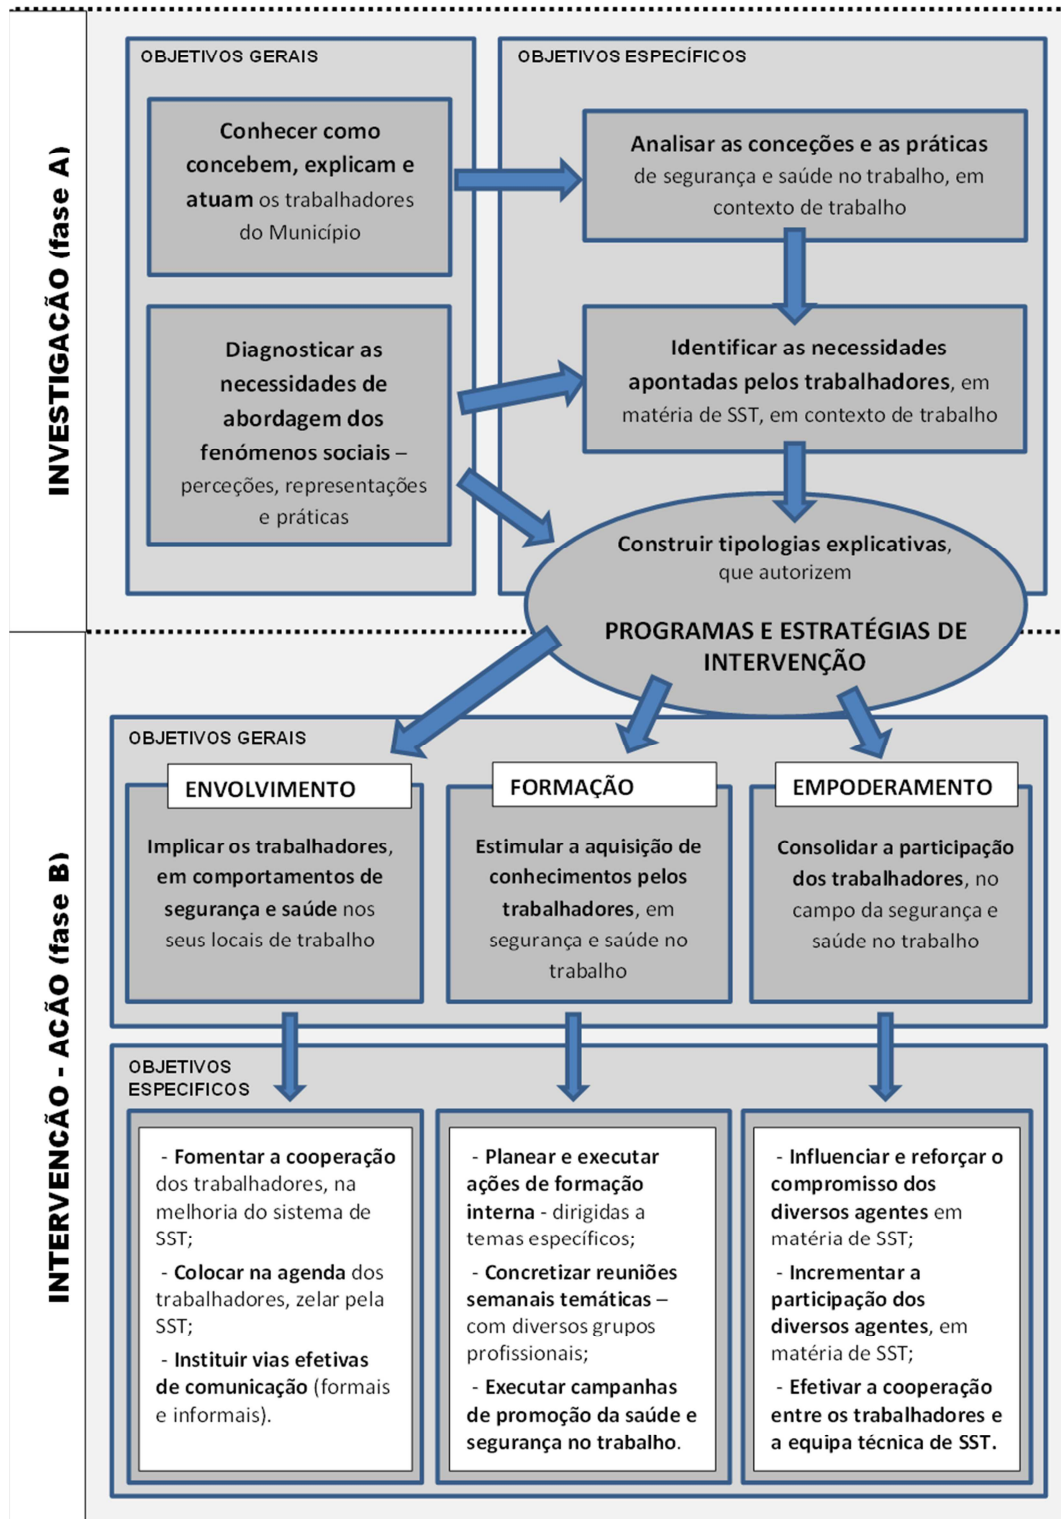 INVESTIGAÇÃO (fase A)
OBJETIVOS GERAIS
Conhecer como
concebem, explicam e
atuam os trabalhadores
do Município
Diagnosticar as
necessidades de
abordagem dos
fenómenos sociais –
perceções, representações
e práticas
OBJETIVOS ESPECÍFICOS
Analisar as conceções e as práticas
de segurança e saúde no trabalho, em
contexto de trabalho
Identificar as necessidades
apontadas pelos trabalhadores, em
matéria de SST, em contexto de trabalho
Construir tipologias explicativas,
que autorizem
PROGRAMAS E ESTRATÉGIAS DE
INTERVENÇÃO
INTERVENÇÃO - AÇÃO (fase B)
OBJETIVOS GERAIS
ENVOLVIMENTO
Implicar os trabalhadores,
em comportamentos de
segurança e saúde nos
seus locais de trabalho
FORMAÇÃO
Estimular a aquisição de
conhecimentos pelos
trabalhadores, em
segurança e saúde no
trabalho
EMPODERAMENTO
Consolidar a participação
dos trabalhadores, no
campo da segurança e
saúde no trabalho
OBJETIVOS
ESPECIFICOS
- Fomentar a cooperação
dos trabalhadores, na
melhoria do sistema de
SST;
- Colocar na agenda dos
trabalhadores, zelar pela
SST;
- Instituir vias efetivas
de comunicação (formais
e informais).
- Planear e executar
ações de formação
interna - dirigidas a
temas específicos;
- Concretizar reuniões
semanais temáticas –
com diversos grupos
profissionais;
- Executar campanhas
de promoção da saúde e
segurança no trabalho.
- Influenciar e reforçar o
compromisso dos
diversos agentes em
matéria de SST;
- Incrementar a
participação dos
diversos agentes, em
matéria de SST;
- Efetivar a cooperação
entre os trabalhadores e
a equipa técnica de SST.